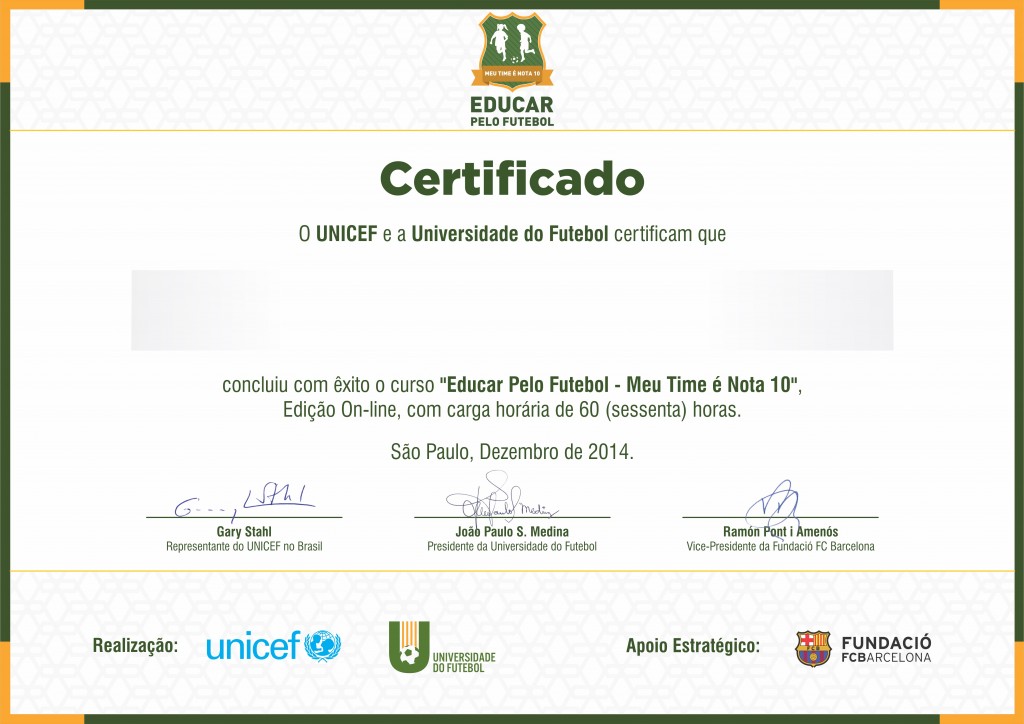 MEU TIME É NOTA 10
EDUCAR
PELO FUTEBOL
Certificado
O UNICEF e a Universidade do Futebol certificam que
concluiu com êxito o curso "Educar Pelo Futebol - Meu Time é Nota 10",
Edição On-line, com carga horária de 60 (sessenta) horas.
São Paulo, Dezembro de 2014.
Gary Stahl
Representante do UNICEF no Brasil
João Paulo S. Medina
Presidente da Universidade do Futebol
Ramón Pont i Amenós
Vice-Presidente da Fundació FC Barcelona
Realização:
unicef
UNIVERSIDADE
DO FUTEBOL
Apoio Estratégico:
FCB
FUNDACIÓ
FCBARCELONA